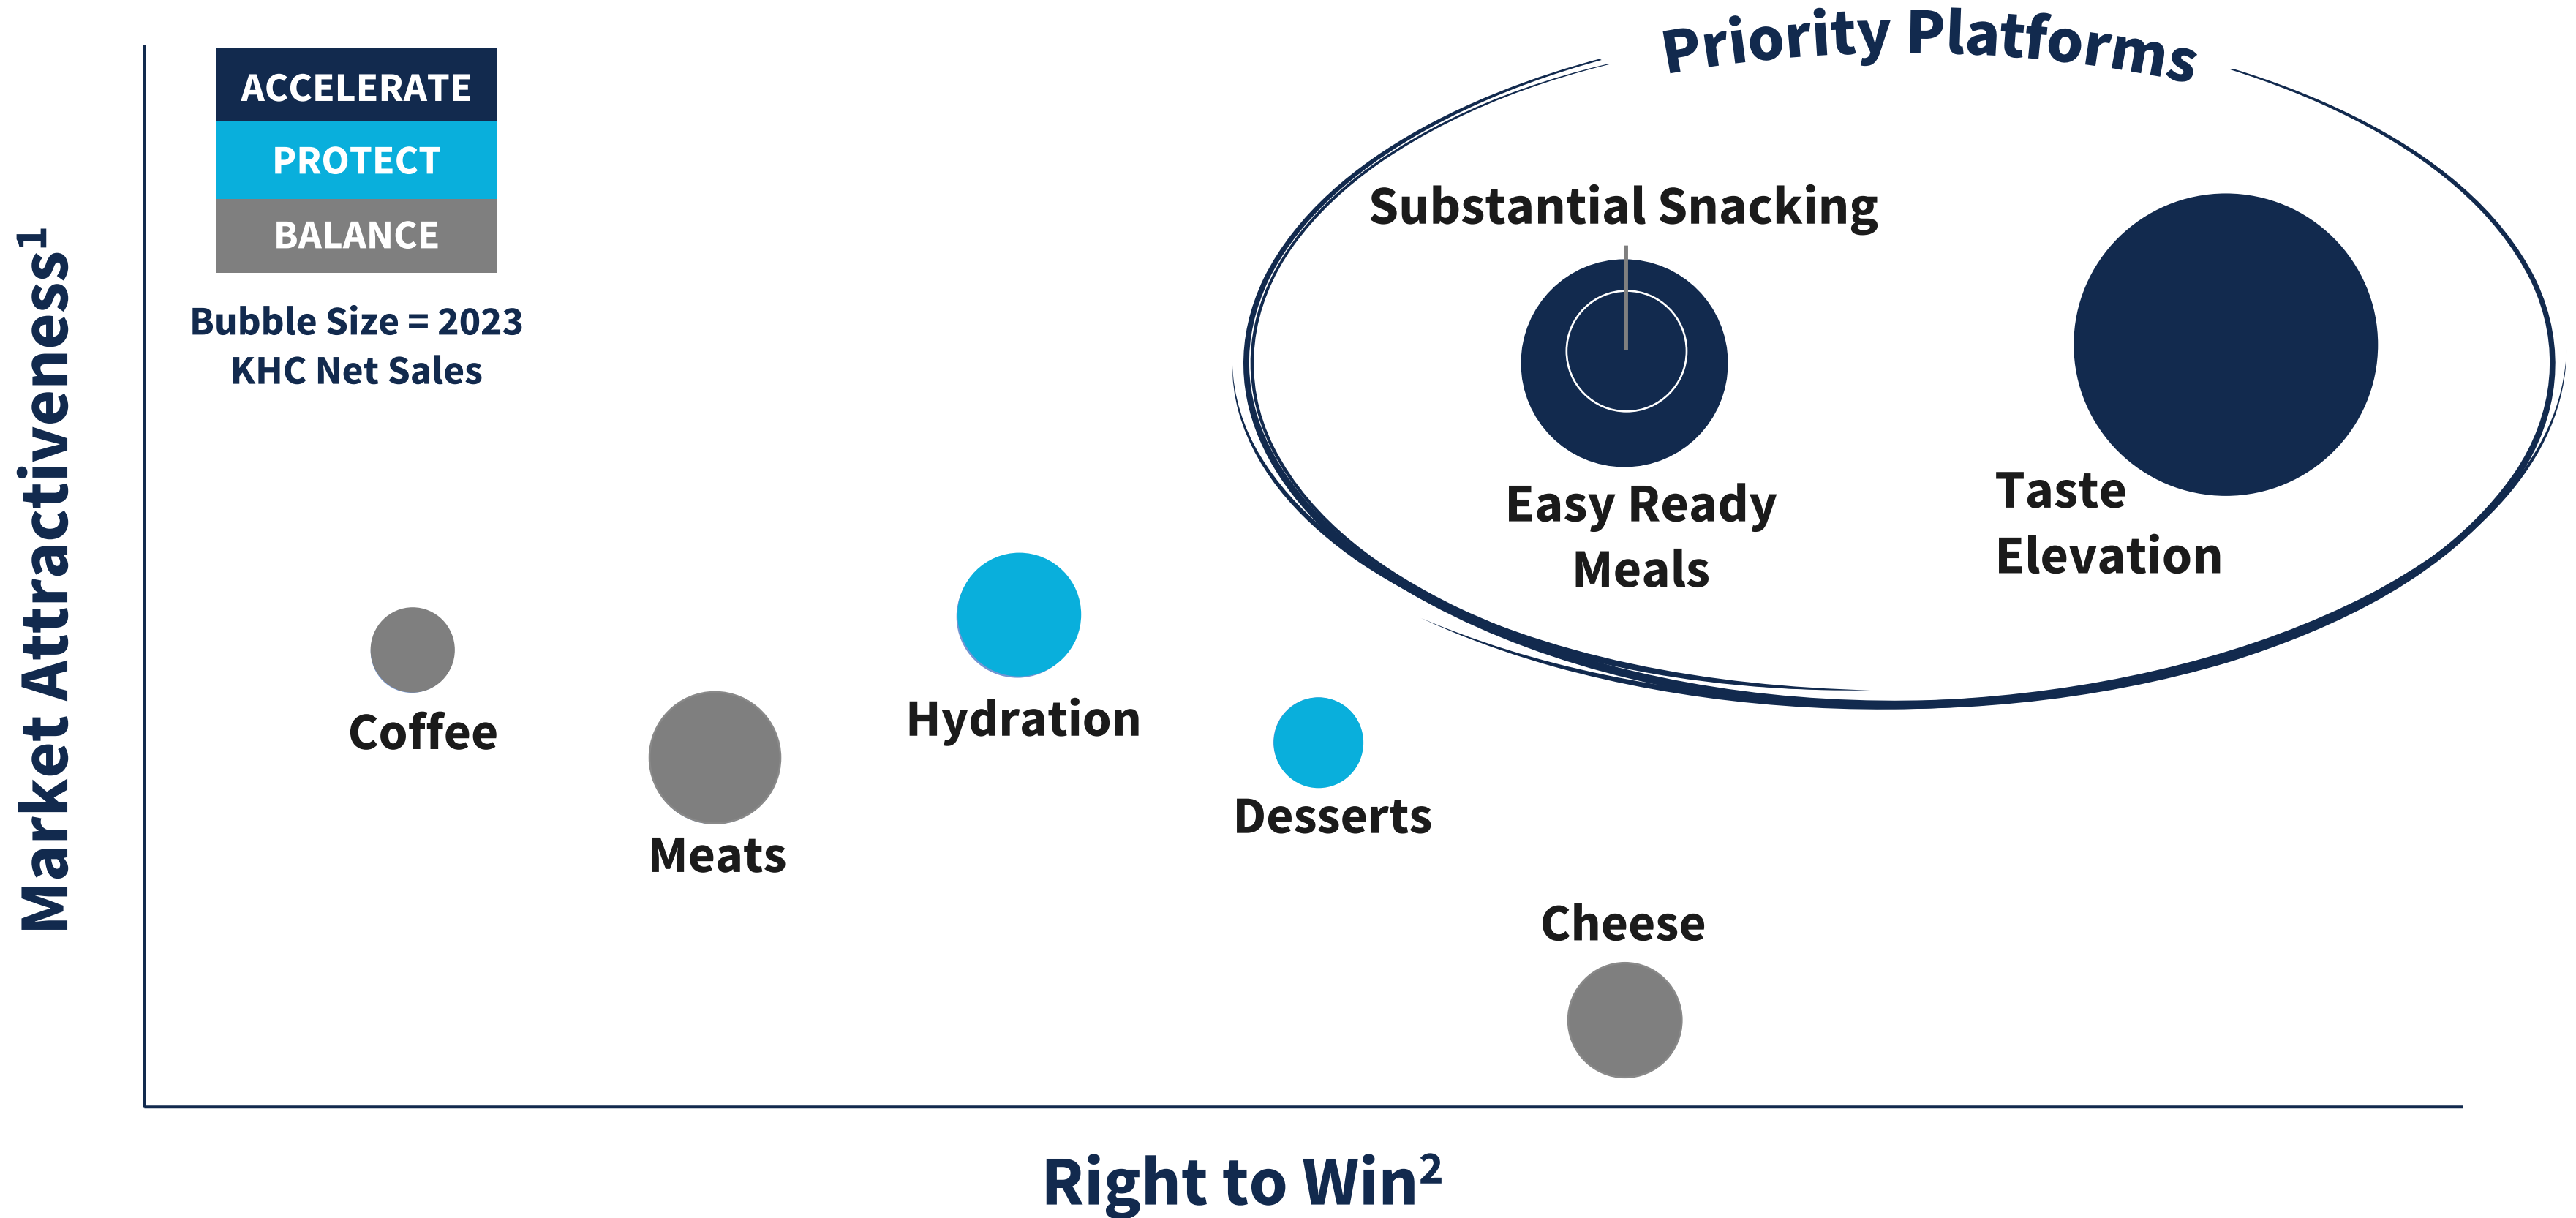 Priority Platforms
ACCELERATE
PROTECT
BALANCE
Bubble Size = 2023
KHC Net Sales
Market Attractiveness¹
Substantial Snacking
Easy Ready
Meals
Taste
Elevation
Coffee
Meats
Hydration
Desserts
Cheese
Right to Win²